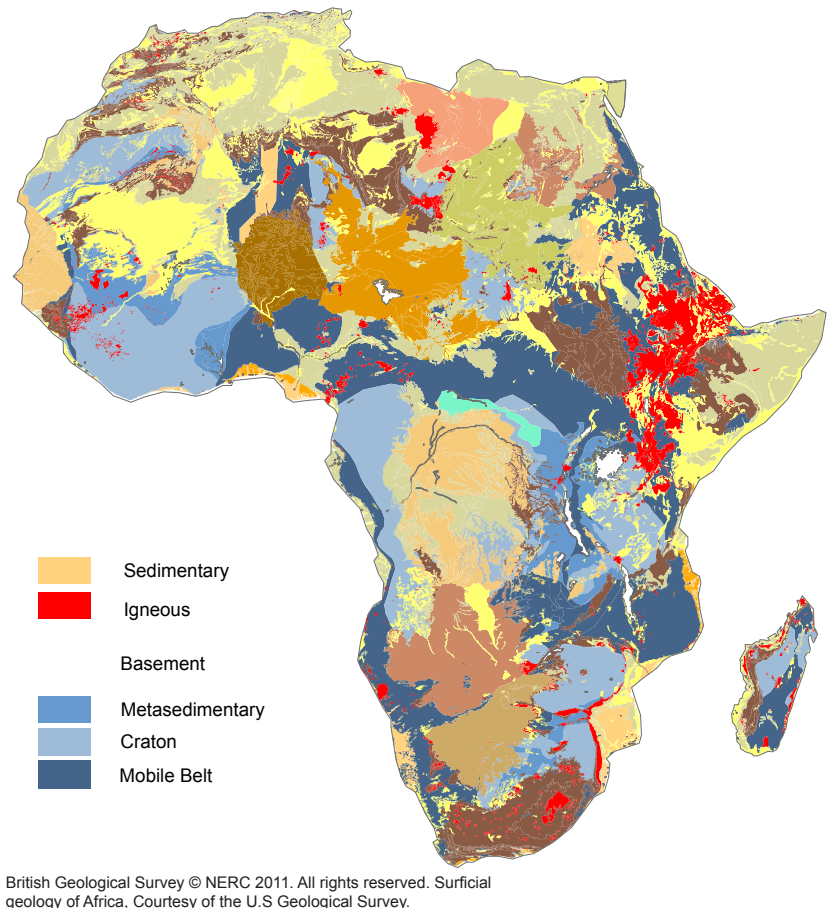 Sedimentary
Igneous
Basement
Metasedimentary
Craton
Mobile Belt
British Geological Survey © NERC 2011. All rights reserved. Surficial
geology of Africa, Courtesy of the U.S Geological Survey.